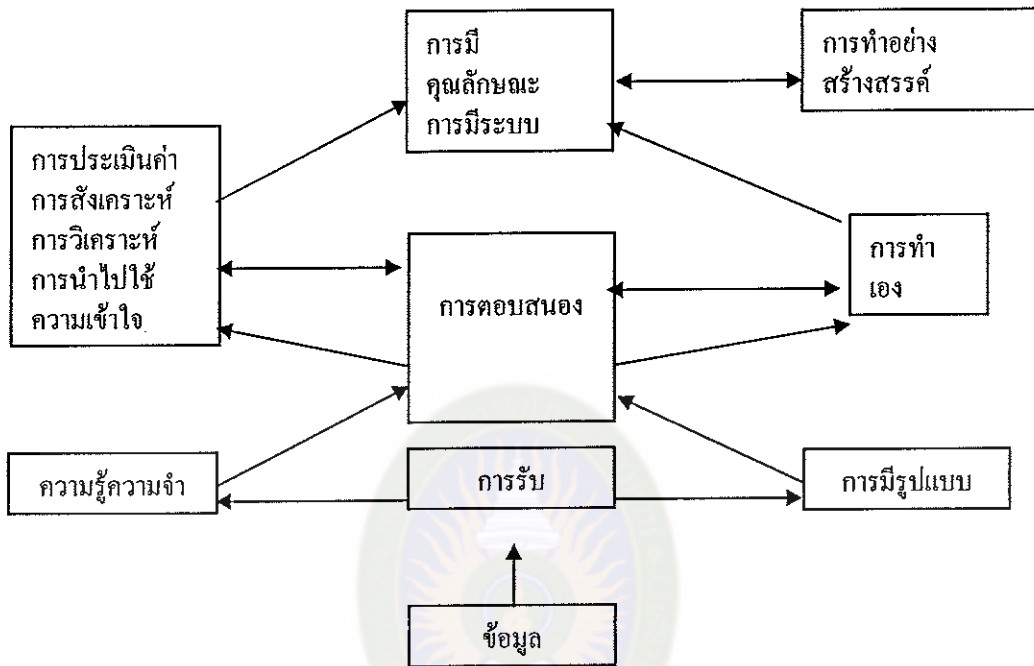 การมี
คุณลักษณะ
การมีระบบ
การทำอย่าง
สร้างสรรค์
การประเมินค่า
การสังเคราะห์
การวิเคราะห์
การนำไปใช้
ความเข้าใจ
การตอบสนอง
การทำ
เอง
ความรู้ความจำ
การรับ
การมีรูปแบบ
ข้อมูล